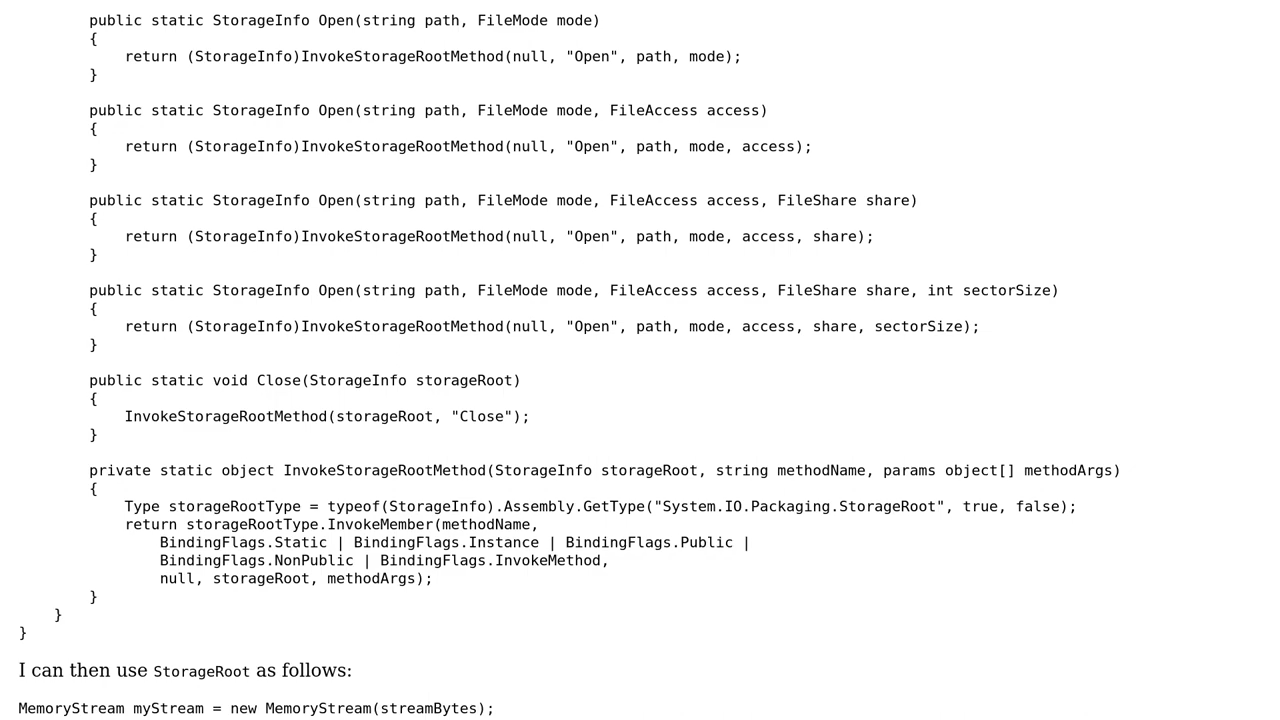 public static StorageInfo Open(string path, FileMode mode)
{
return (StorageInfo)InvokeStorageRootMethod(null, "Open", path, mode);
}
public static StorageInfo Open(string path, FileMode mode, FileAccess access)
{
return (StorageInfo)InvokeStorageRootMethod(null, "Open", path, mode, access);
}
public static StorageInfo Open(string path, FileMode mode, FileAccess access, FileShare share)
{
return (StorageInfo)InvokeStorageRootMethod(null, "Open", path, mode, access, share);
}
public static StorageInfo Open(string path, FileMode mode, FileAccess access, FileShare share, int sectorSize)
{
return (StorageInfo)InvokeStorageRootMethod(null, "Open", path, mode, access, share, sectorSize);
}
public static void Close(StorageInfo storageRoot)
{
InvokeStorageRootMethod(storageRoot, "Close");
}
private static object InvokeStorageRootMethod(StorageInfo storageRoot, string methodName, params object[] methodArgs)
{
Type storageRootType = typeof(StorageInfo).Assembly.GetType("System.IO.Packaging.StorageRoot", true, false);
return storageRootType.InvokeMember(methodName,
BindingFlags.Static | BindingFlags.Instance | BindingFlags.Public |
BindingFlags.NonPublic | BindingFlags.InvokeMethod,
null, storageRoot, methodArgs);
}
}
}
I can then use StorageRoot as follows:
MemoryStream myStream = new MemoryStream(streamBytes);